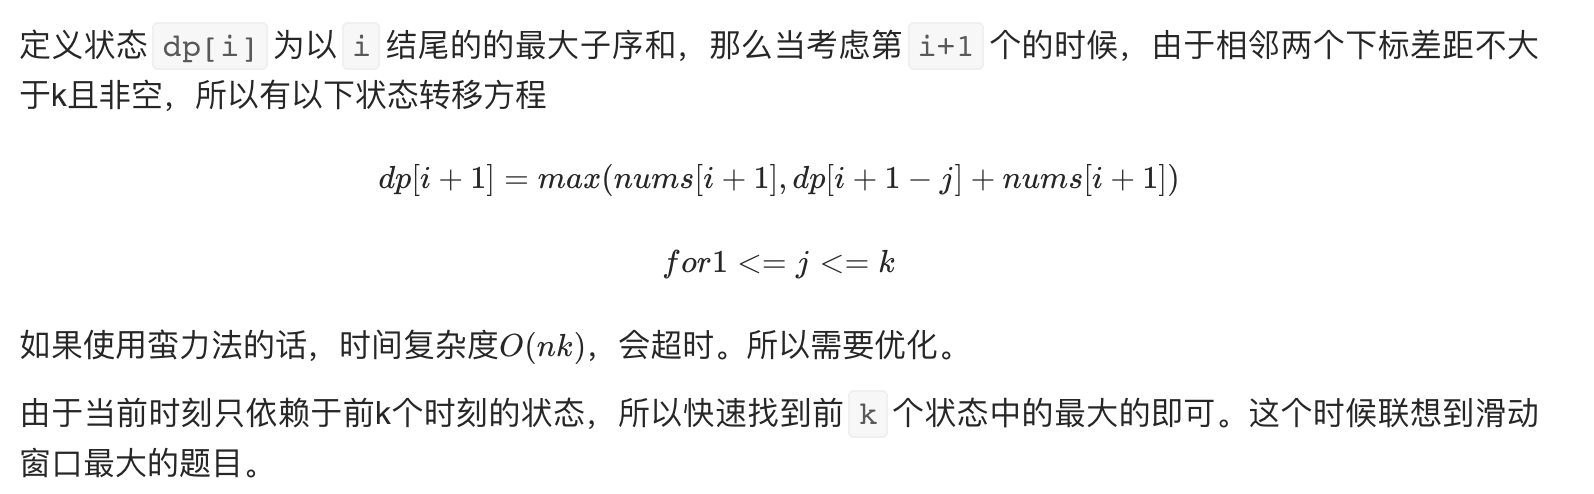 定义状态 dp[i] 为以 i 结尾的的最大子序和，那么当考虑第 i+1 个的时候，由于相邻两个下标差距不大
于k且非空，所以有以下状态转移方程
dp[i + 1] = max(nums[i + 1], dp[i + 1 − j] + nums[i + 1])
for1 <= j <= k
如果使用蛮力法的话，时间复杂度O(nk)，会超时。所以需要优化。
由于当前时刻只依赖于前k个时刻的状态，所以快速找到前 k 个状态中的最大的即可。这个时候联想到滑动
窗口最大的题目。